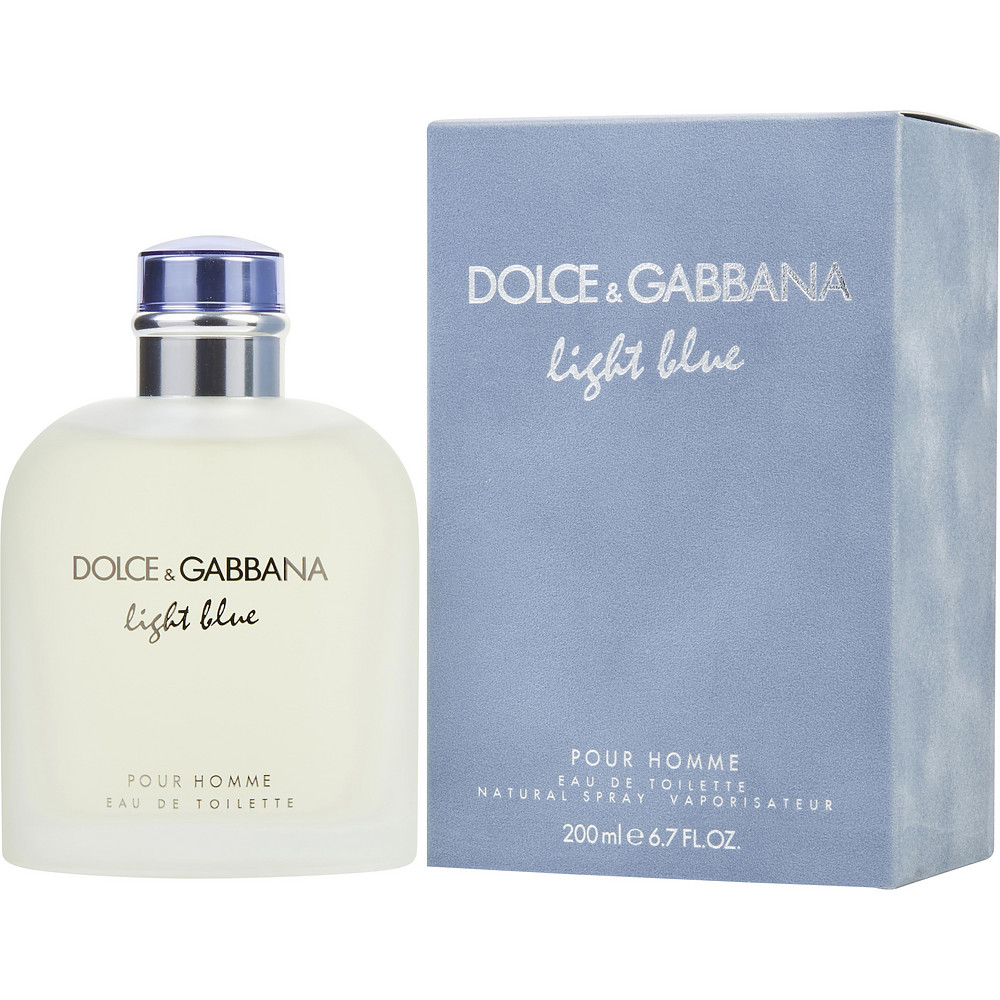 DOLCE & GABBANA
light blue
POUR HOMME
EAU DE TOILETTE
DOLCE & GABBANA
light blue
POUR HOMME
EAU DE TOILETTE
NATURAL SPRAY VAPORISATEUR
200 ml e 6.7 FL.OZ.